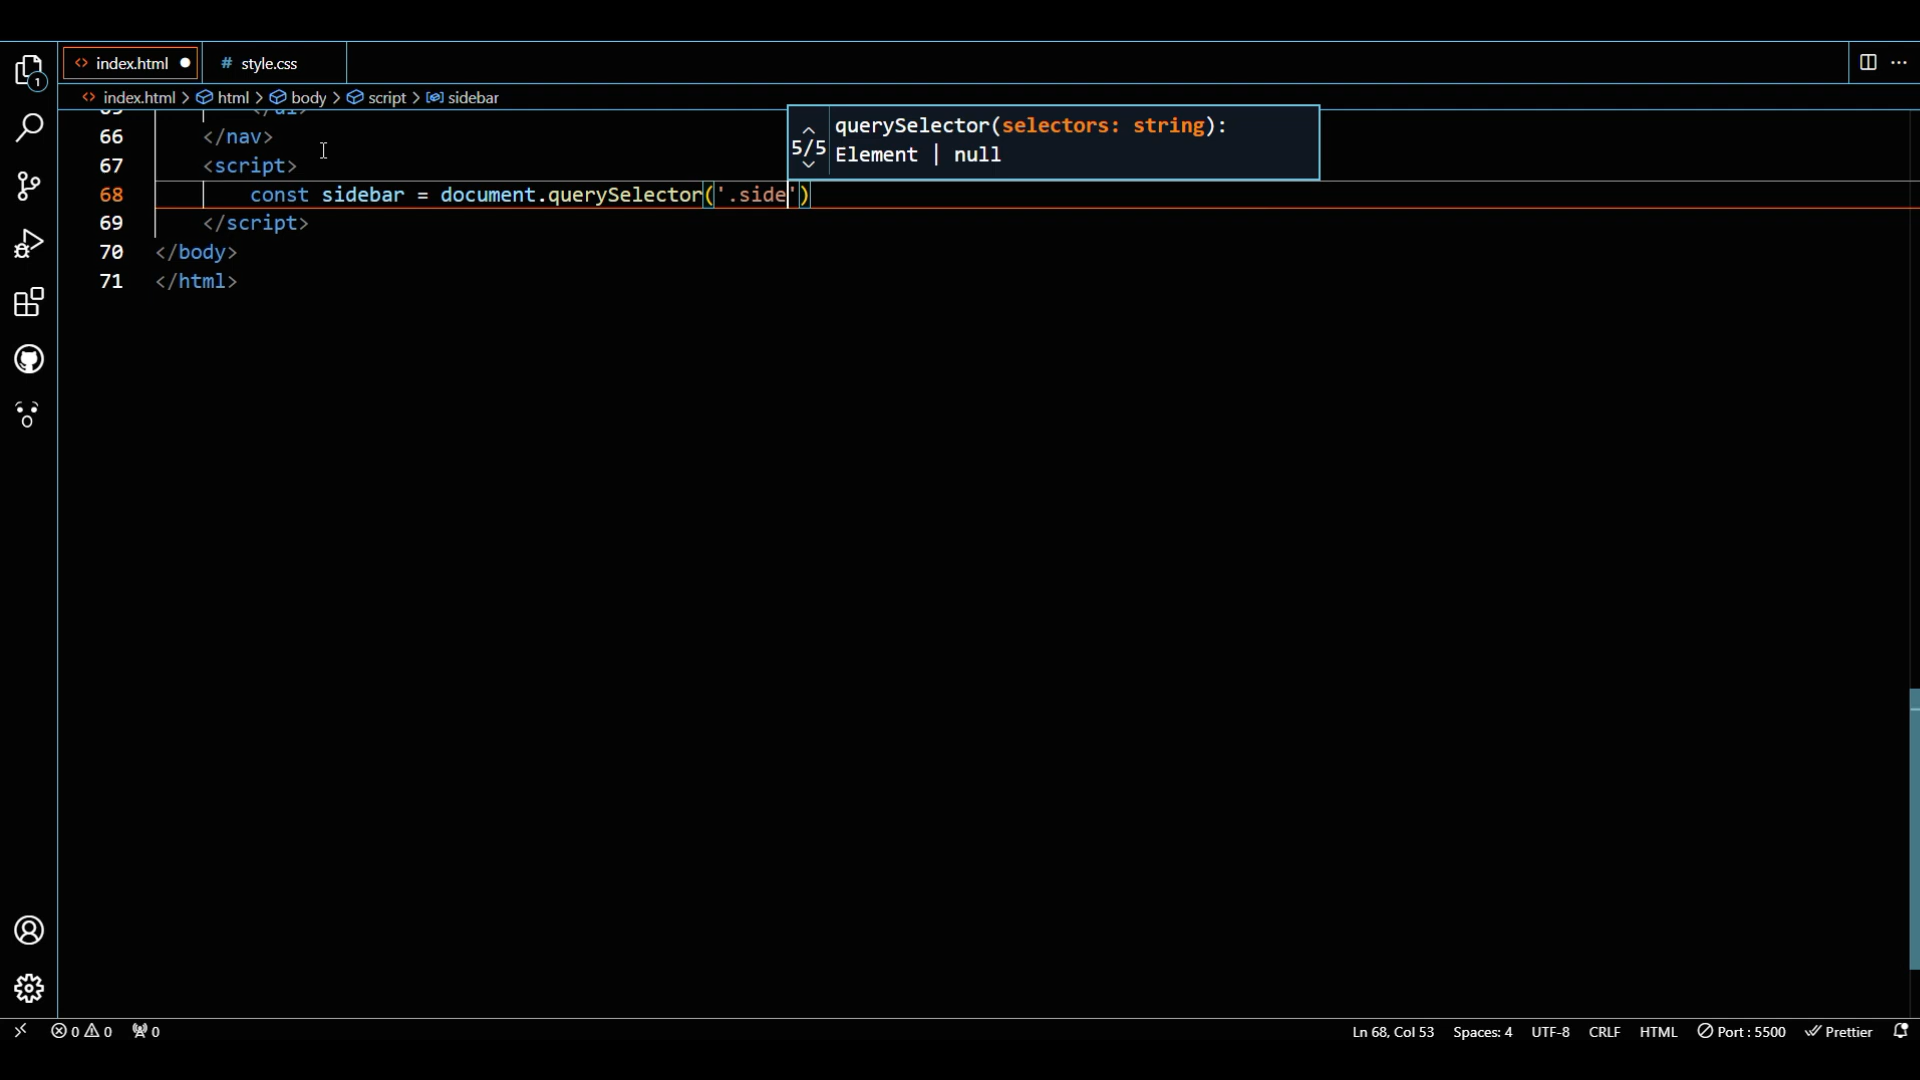 index.html
# style.css
index.html > html > body > script > sidebar
1
66 </nav>
67 <script>
68 const sidebar = document.querySelector('.side')
69 </script>
70 </body>
71 </html>
5/5
querySelector(selectors: string):
Element | null
0 0 0
Ln 68, Col 53 Spaces: 4 UTF-8 CRLF HTML Port : 5500 Prettier